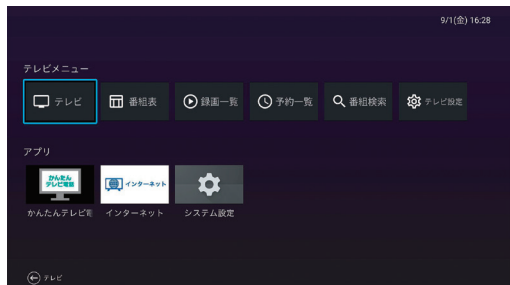 9/1(金) 16:28
テレビメニュー
テレビ 番組表 録画一覧 予約一覧 番組検索 テレビ設定
アプリ
かんたん
テレビ電話
インターネット
かんたんテレビ電 インターネット システム設定
テレビ